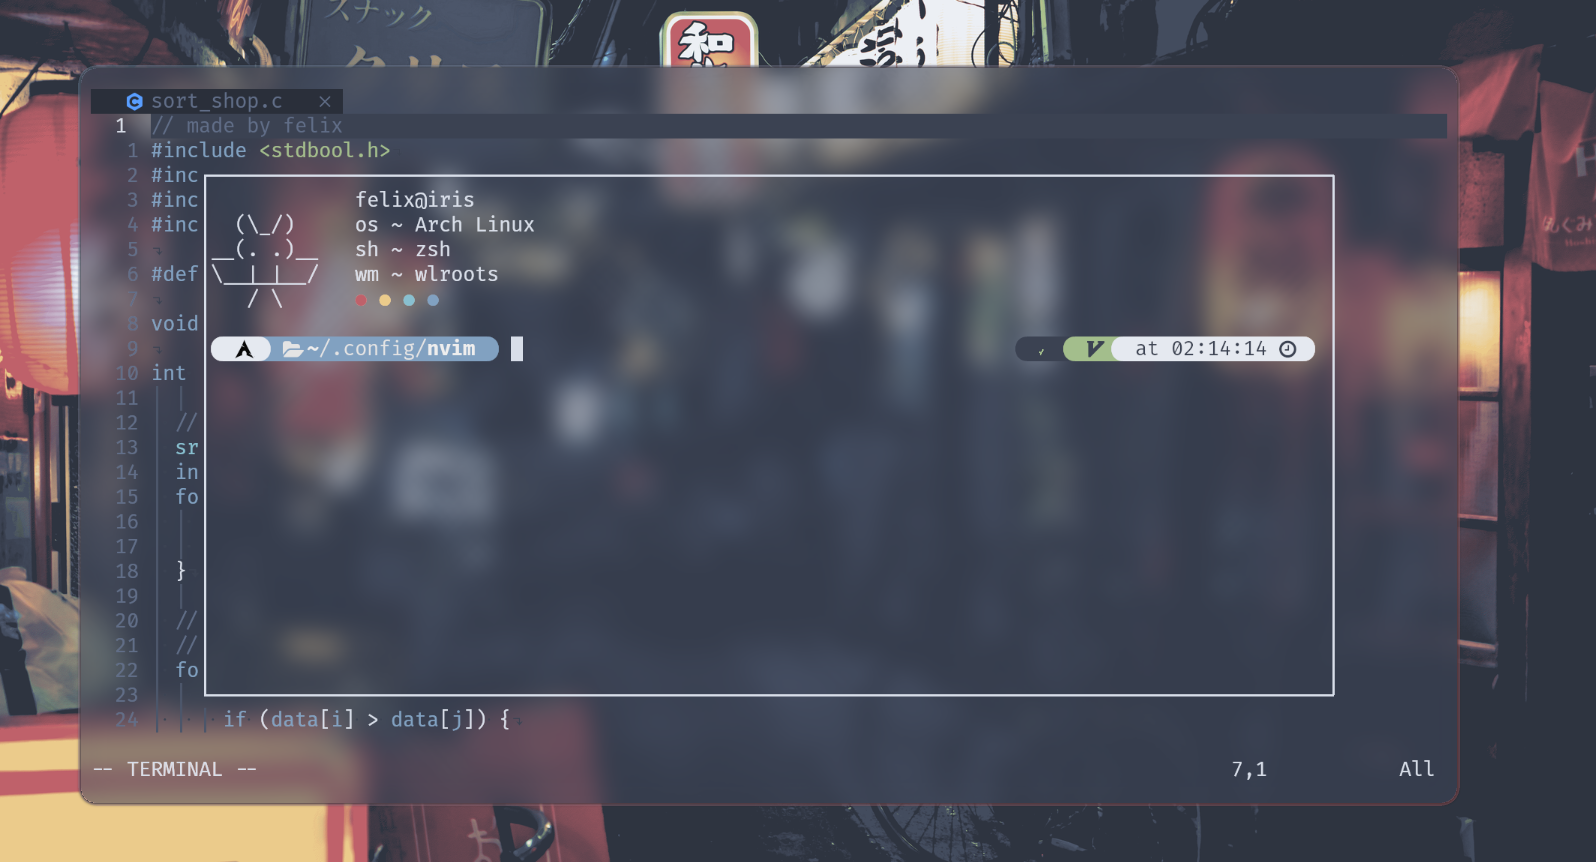 スナック
和
sort_shop.c ×
1 // made by felix
1 #include <stdbool.h>
2 #inc
3 #inc
4 #inc
5
6 #def
7
8 void
9
10 int
11
12 //
13 sr
14 in
15 fo
16
17
18 }
19
20 //
21 //
22 fo
23
24 if (data[i] > data[j]) {
felix@iris
(\_/) os ~ Arch Linux
__(. .)__ sh ~ zsh
\__|_|__/ wm ~ wlroots
/ \
~/.config/nvim
✓ at 02:14:14
-- TERMINAL -- 7,1 All